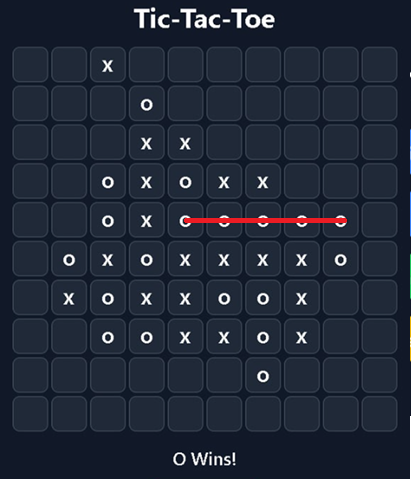 Tic-Tac-Toe
x
o
x x
o x o x x
o x o o o o o
o x o x x x x o
x o x x o o x
o o x x o x
o
O Wins!